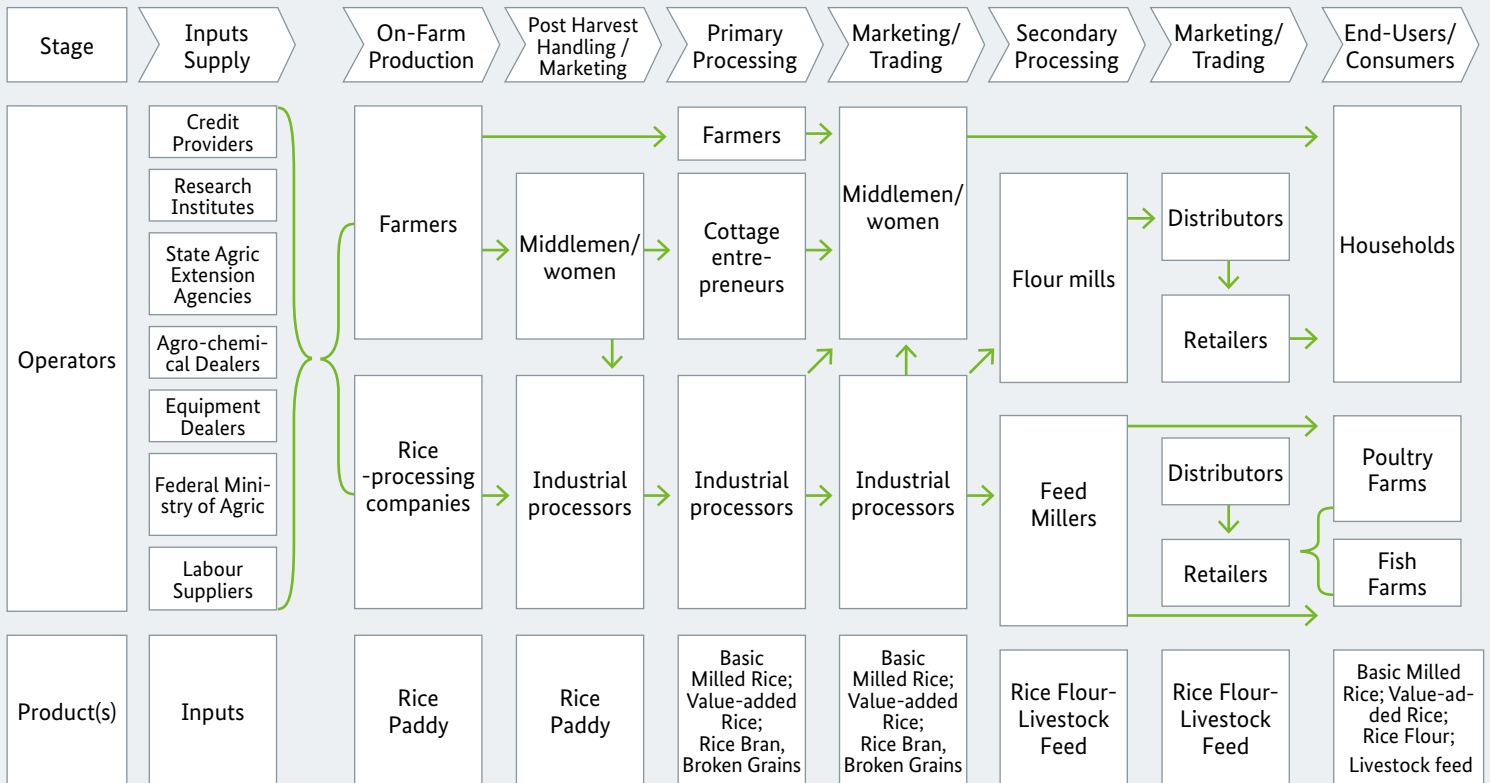 Stage
Inputs
Supply
On-Farm
Production
Post Harvest
Handling /
Marketing
Primary
Processing
Marketing/
Trading
Secondary
Processing
Marketing/
Trading
End-Users/
Consumers
Operators
Credit
Providers
Research
Institutes
State Agric
Extension
Agencies
Agro-chemi-
cal Dealers
Equipment
Dealers
Federal Mini-
stry of Agric
Labour
Suppliers
Farmers
Rice
-processing
companies
Middlemen/
women
Industrial
processors
Farmers
Cottage
entre-
preneurs
Industrial
processors
Middlemen/
women
Industrial
processors
Flour mills
Feed
Millers
Distributors
Retailers
Distributors
Retailers
Households
Poultry
Farms
Fish
Farms
Product(s)
Inputs
Rice
Paddy
Rice
Paddy
Basic
Milled Rice;
Value-added
Rice;
Rice Bran,
Broken Grains
Basic
Milled Rice;
Value-added
Rice;
Rice Bran,
Broken Grains
Rice Flour-
Livestock
Feed
Rice Flour-
Livestock
Feed
Basic Milled
Rice; Value-ad-
ded Rice;
Rice Flour;
Livestock feed